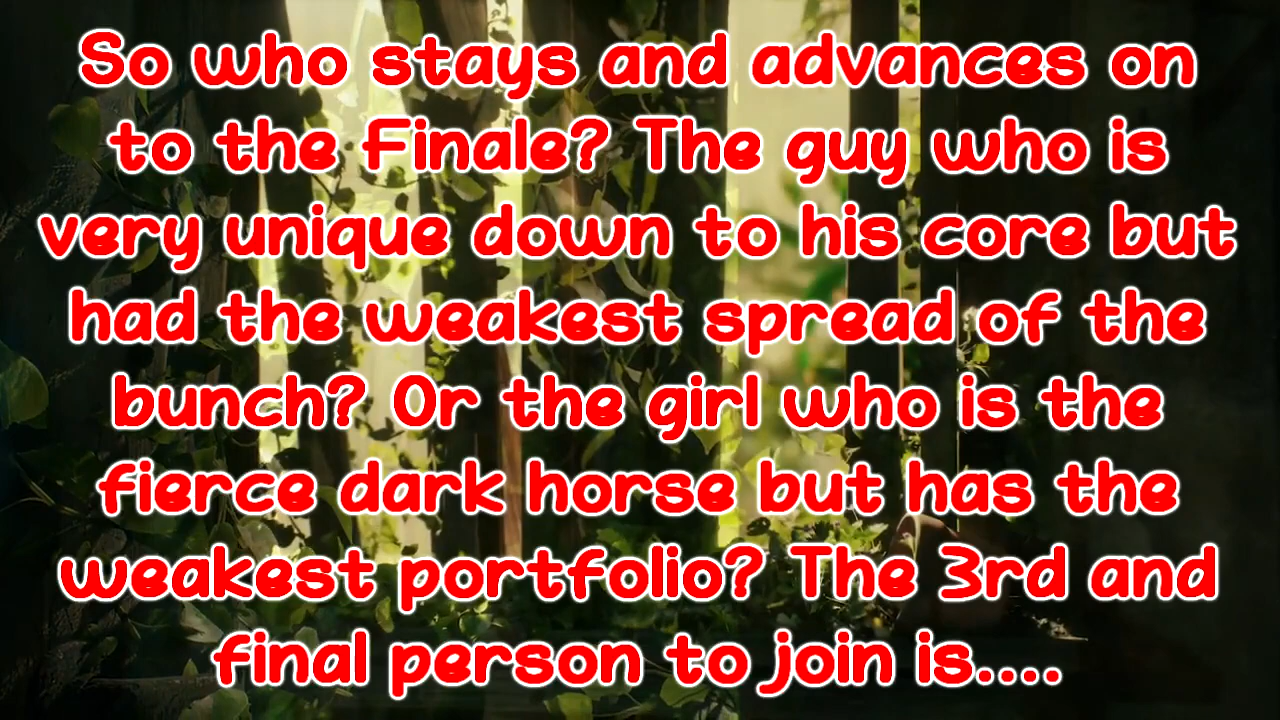 So who stays and advances on
to the Finale? The guy who is
very unique down to his core but
had the weakest spread of the
bunch? Or the girl who is the
fierce dark horse but has the
weakest portfolio? The 3rd and
final person to join is....